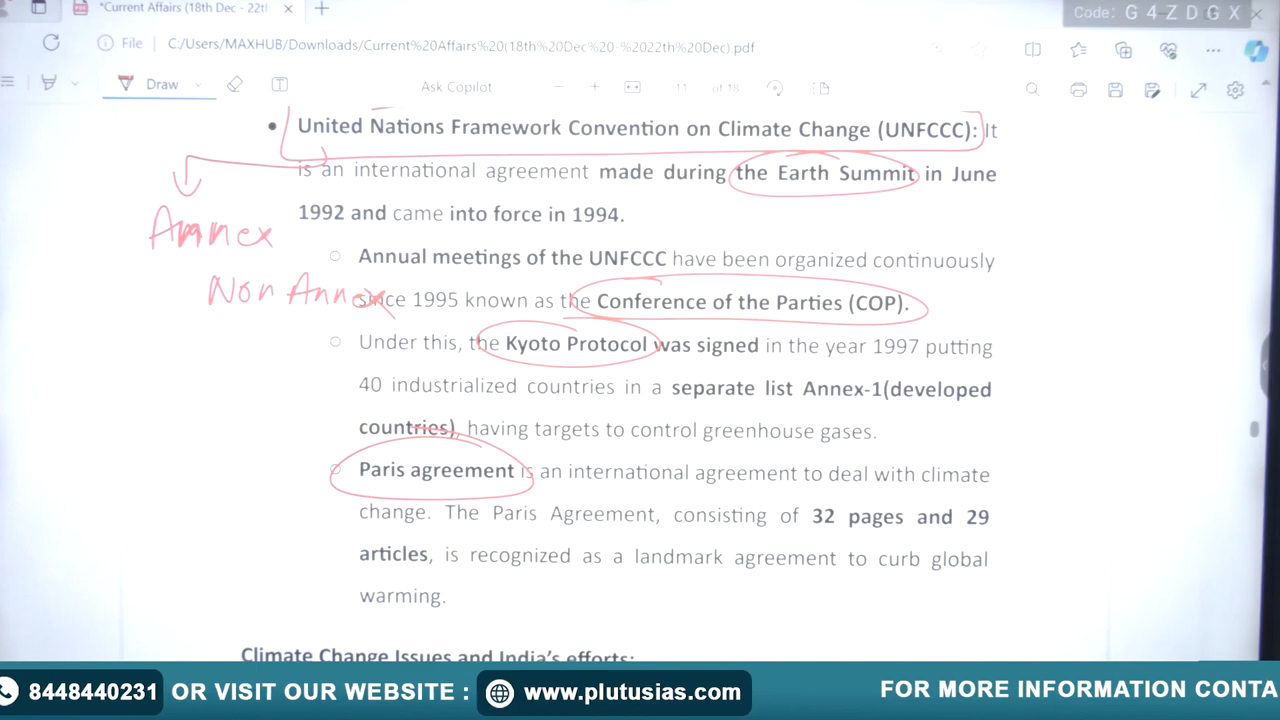 *Current Affairs (18th Dec - 22th
Code: G 4 Z D G X
File C:/Users/MAXHUB/Downloads/Current%20Affairs%20(18th%20Dec%20-%2022th%20Dec).pdf
Draw Ask Copilot 11 of 18
United Nations Framework Convention on Climate Change (UNFCCC): It
is an international agreement made during the Earth Summit in June
1992 and came into force in 1994.
Annex
Annual meetings of the UNFCCC have been organized continuously
Non Annex
since 1995 known as the Conference of the Parties (COP).
Under this, the Kyoto Protocol was signed in the year 1997 putting
40 industrialized countries in a separate list Annex-1(developed
countries), having targets to control greenhouse gases.
Paris agreement is an international agreement to deal with climate
change. The Paris Agreement, consisting of 32 pages and 29
articles, is recognized as a landmark agreement to curb global
warming.
Climate Change Issues and India's efforts:
8448440231 OR VISIT OUR WEBSITE : www.plutusias.com FOR MORE INFORMATION CONTA